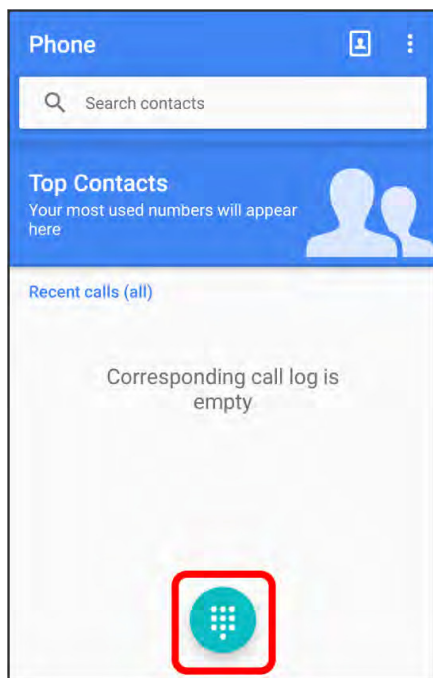 Phone
Search contacts
Top Contacts
Your most used numbers will appear
here
Recent calls (all)
Corresponding call log is
empty